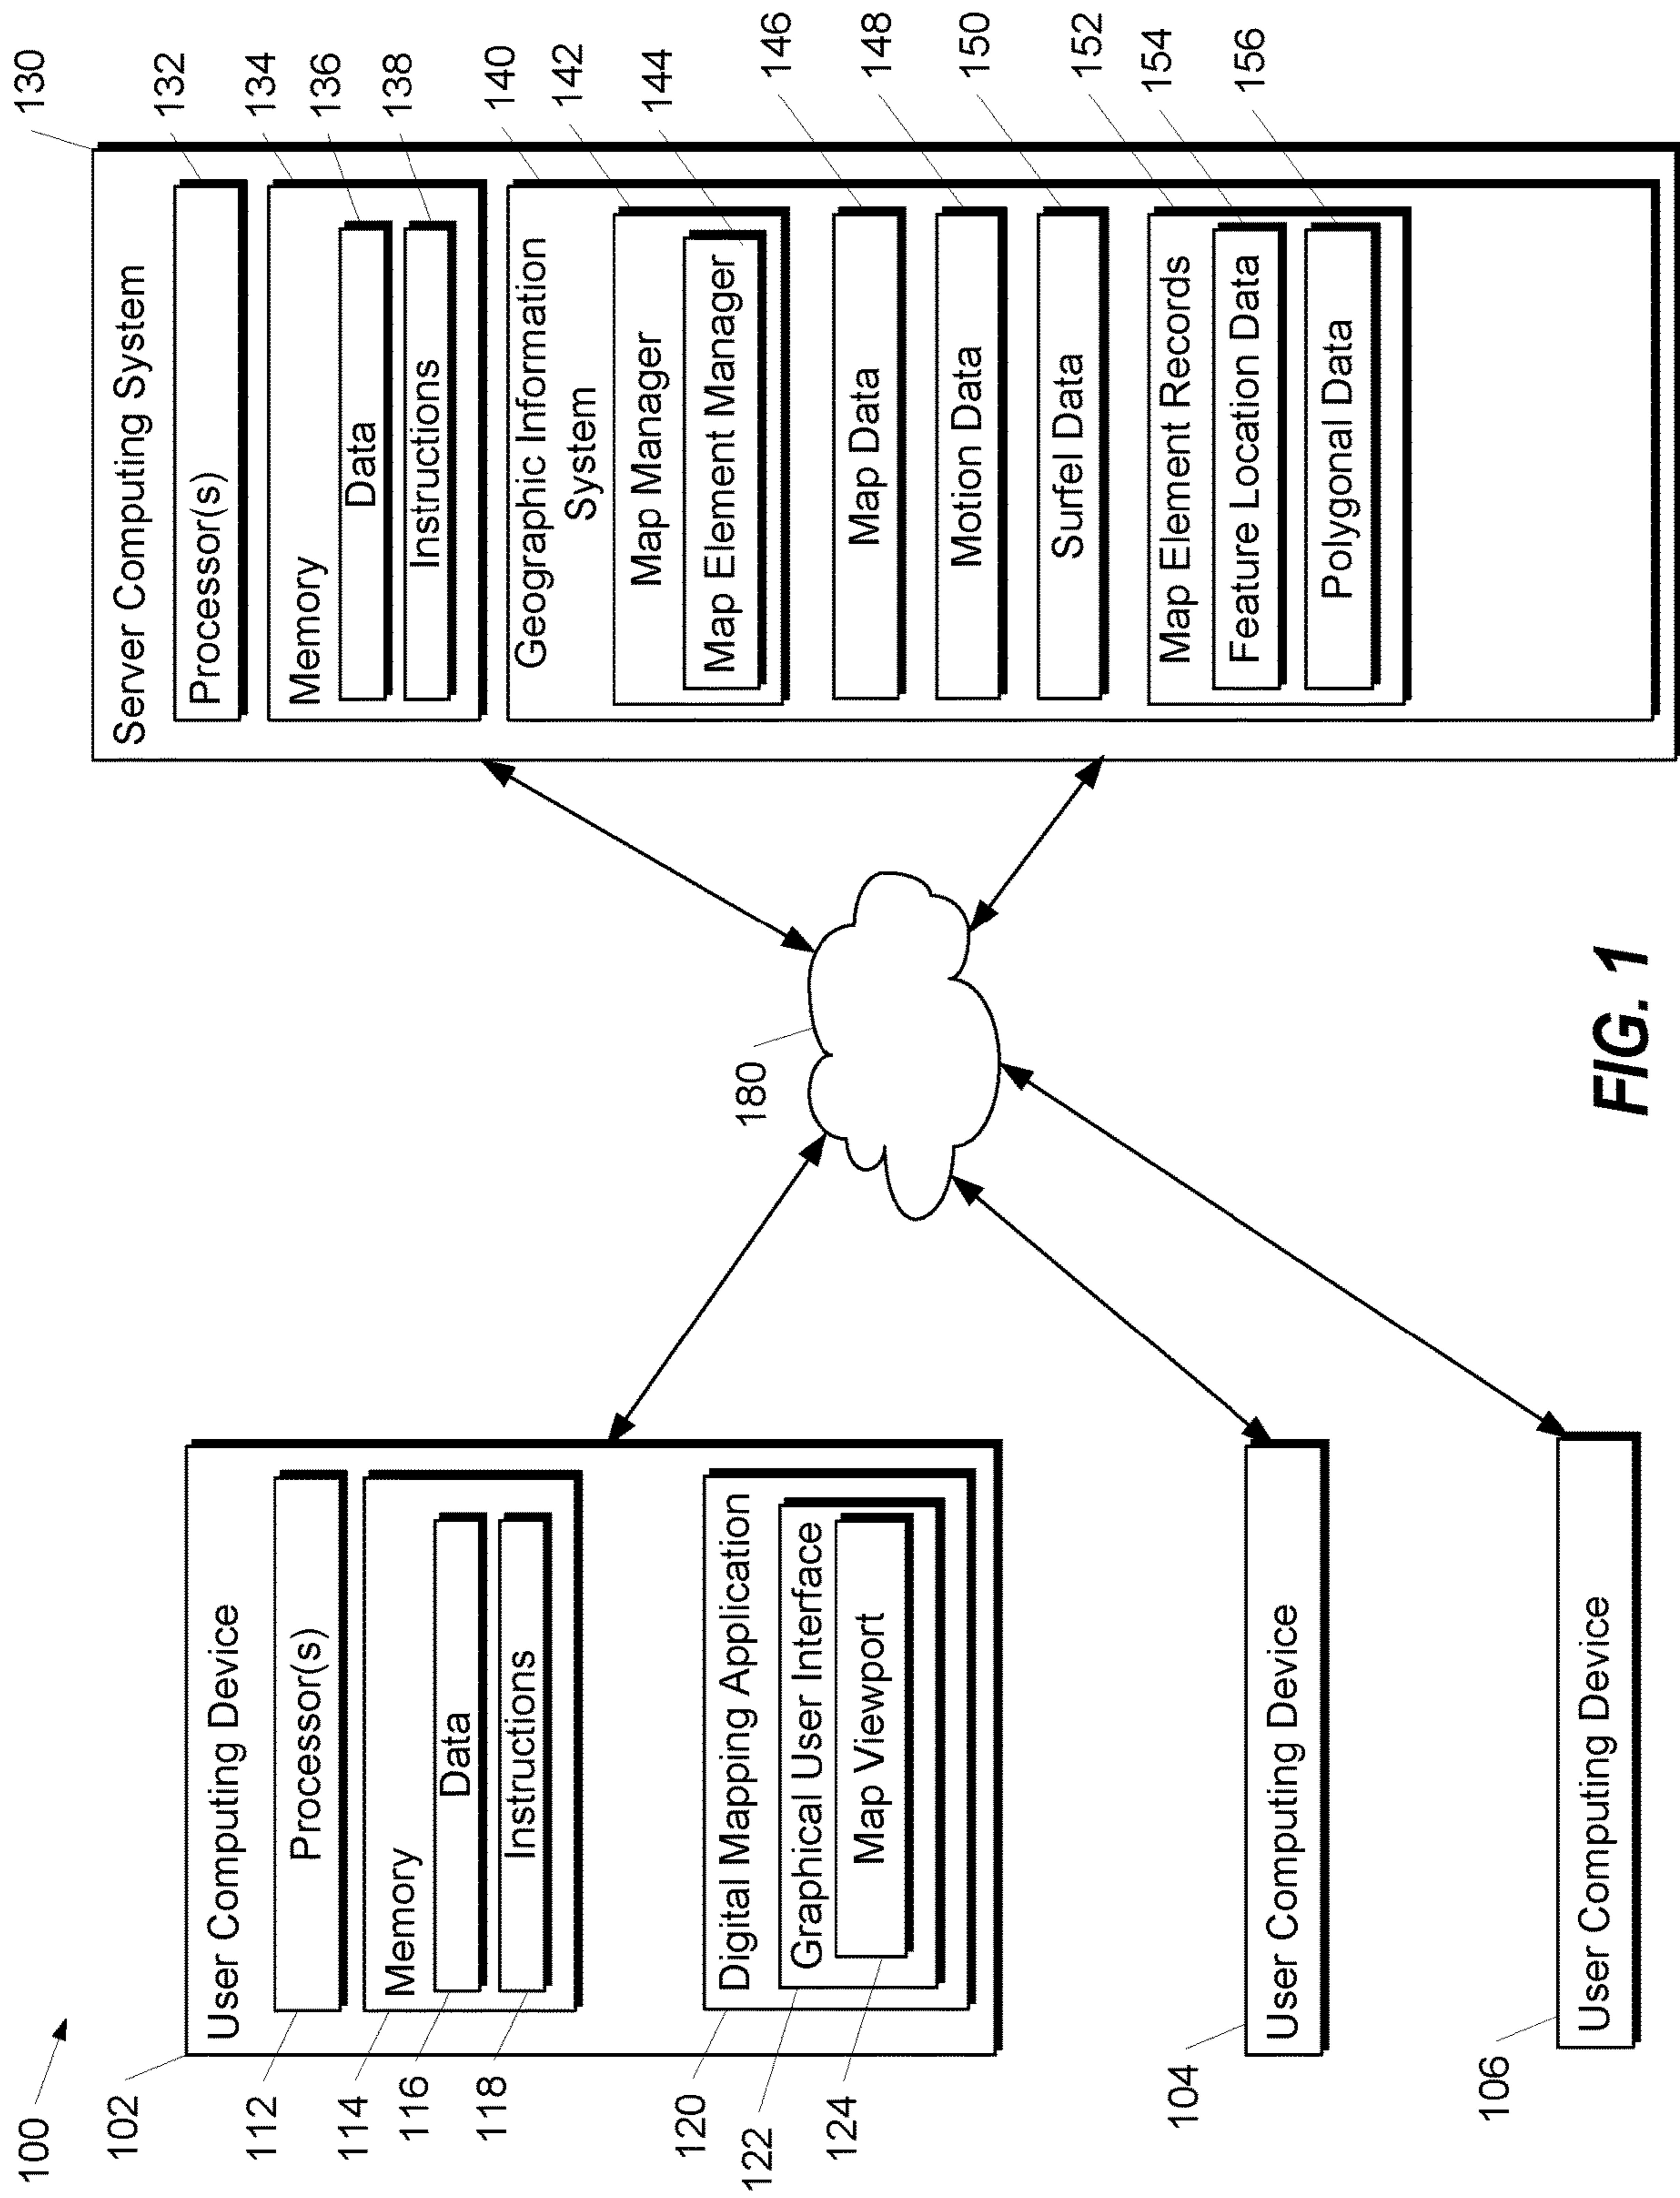 100
102
User Computing Device
112
Processor(s)
114
Memory
116
Data
118
Instructions
120
Digital Mapping Application
122
Graphical User Interface
124
Map Viewport
104
User Computing Device
106
User Computing Device
180
130
Server Computing System
132
Processor(s)
134
Memory
136
Data
138
Instructions
140
Geographic Information
System
142
Map Manager
144
Map Element Manager
146
Map Data
148
Motion Data
150
Surfel Data
152
Map Element Records
154
Feature Location Data
156
Polygonal Data
FIG. 1